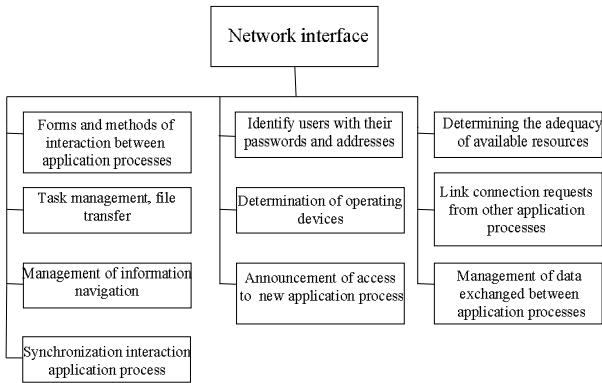 Network interface
Forms and methods of
interaction between
application processes
Task management, file
transfer
Management of information
navigation
Synchronization interaction
application process
Identify users with their
passwords and addresses
Determination of operating
devices
Announcement of access
to new application process
Determining the adequacy
of available resources
Link connection requests
from other application
processes
Management of data
exchanged between
application processes